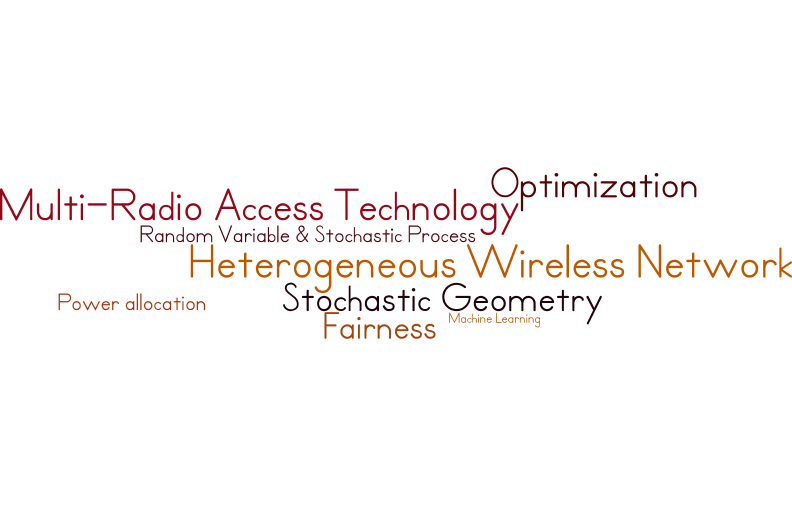 Optimization
Multi-Radio Access Technology
Random Variable & Stochastic Process
Heterogeneous Wireless Network
Power allocation
Stochastic Geometry
Machine Learning
Fairness